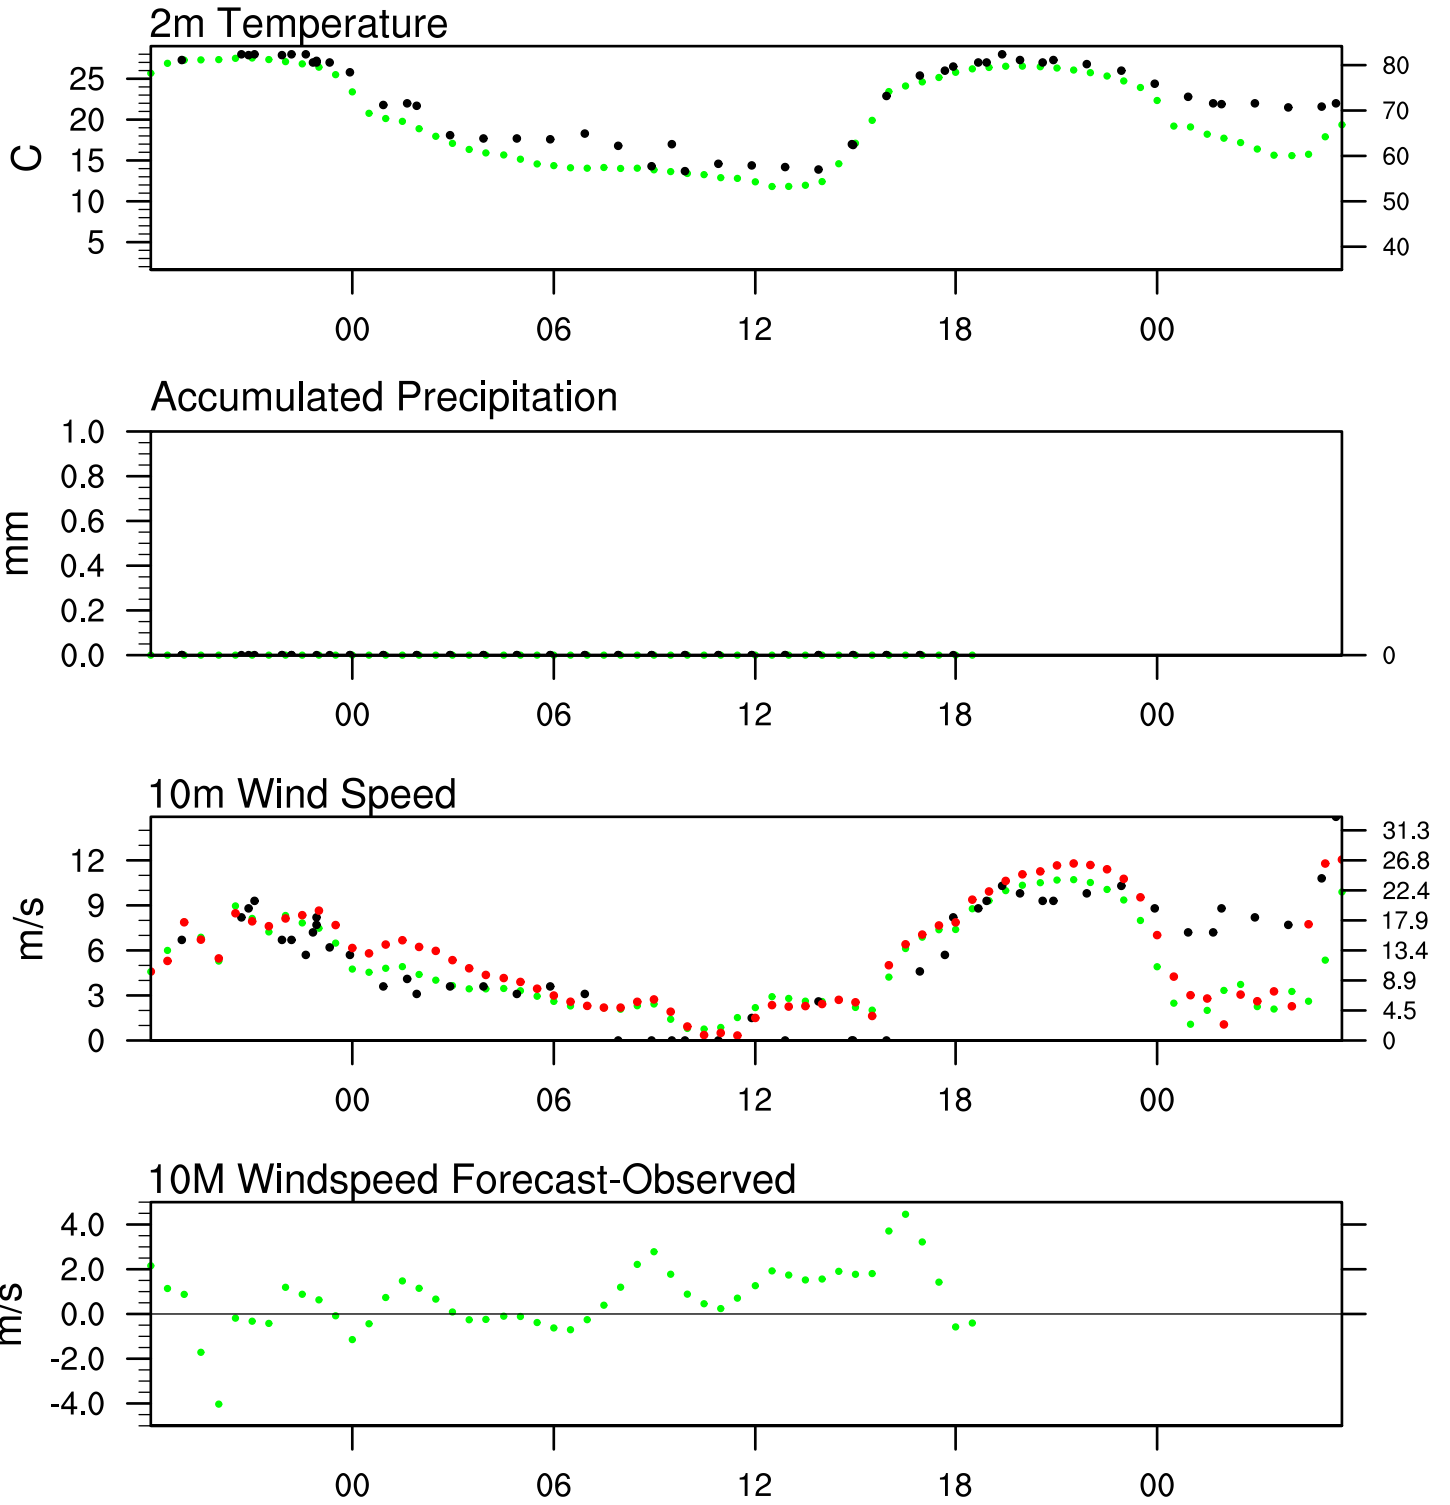 2m Temperature
25
20
15
10
5
C
80
70
60
50
40
00 06 12 18 00
Accumulated Precipitation
1.0
0.8
0.6
0.4
0.2
0.0
mm
0
00 06 12 18 00
10m Wind Speed
12
9
6
3
0
m/s
31.3
26.8
22.4
17.9
13.4
8.9
4.5
0
00 06 12 18 00
10M Windspeed Forecast-Observed
4.0
2.0
0.0
-2.0
-4.0
m/s
00 06 12 18 00